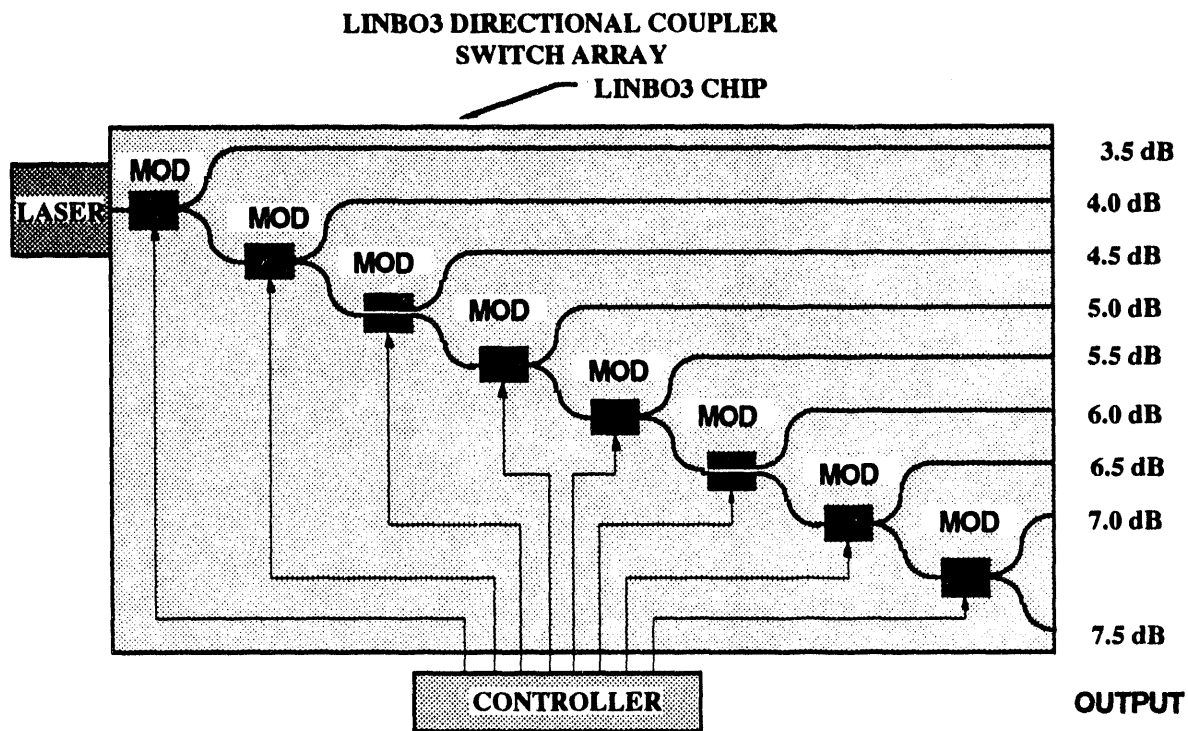 LINBO3 DIRECTIONAL COUPLER
SWITCH ARRAY
LINBO3 CHIP
LASER
MOD
MOD
MOD
MOD
MOD
MOD
MOD
MOD
3.5 dB
4.0 dB
4.5 dB
5.0 dB
5.5 dB
6.0 dB
6.5 dB
7.0 dB
7.5 dB
CONTROLLER
OUTPUT